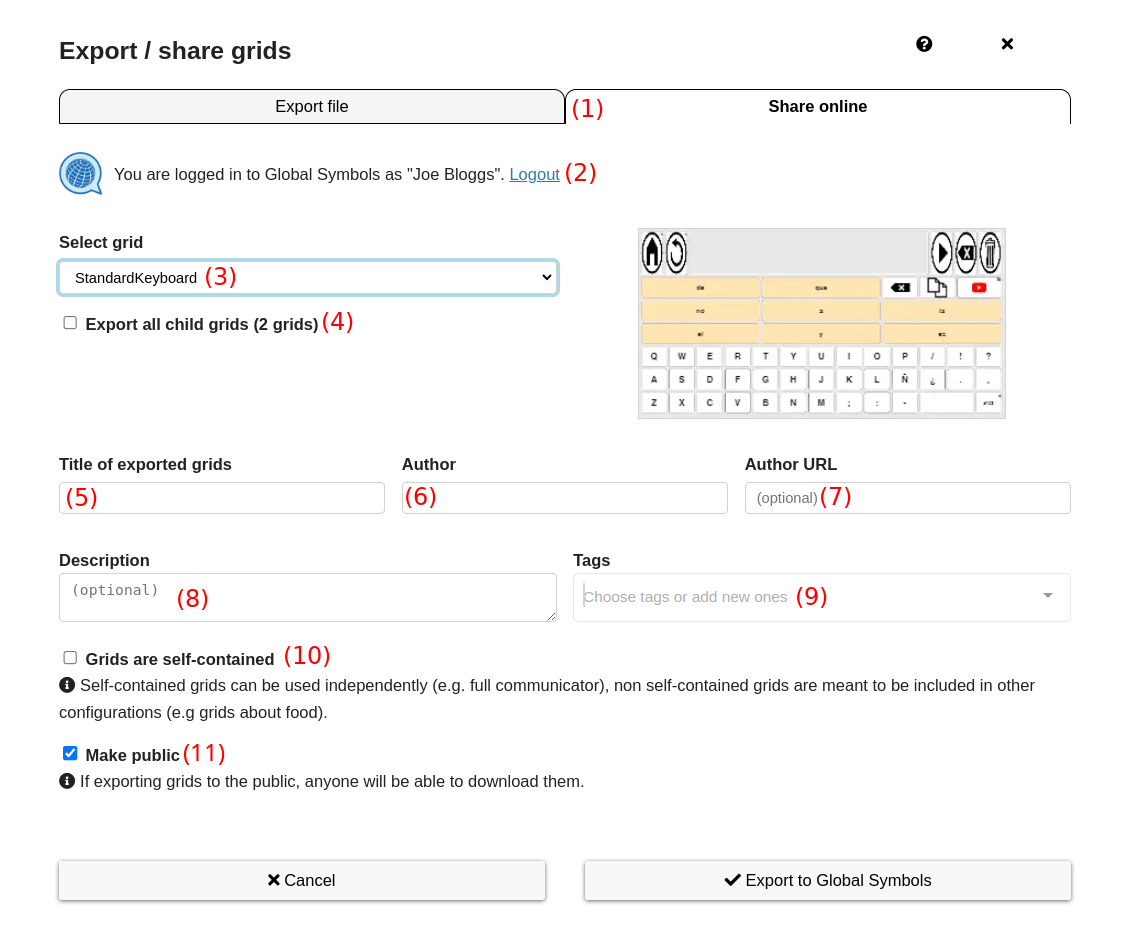 Export / share grids
Export file
(1)
Share online
You are logged in to Global Symbols as "Joe Bloggs". Logout (2)
Select grid
StandardKeyboard (3)
Export all child grids (2 grids) (4)
de que
no a la
el y
Q W E R T Y U I O P / ! ?
A S D F G H J K L Ñ ¿ . ,
Z X C V B N M ; : -
Title of exported grids
(5)
Author
(6)
Author URL
(optional) (7)
Description
(optional) (8)
Tags
Choose tags or add new ones (9)
Grids are self-contained (10)
Self-contained grids can be used independently (e.g. full communicator), non self-contained grids are meant to be included in other
configurations (e.g grids about food).
Make public (11)
If exporting grids to the public, anyone will be able to download them.
Cancel
Export to Global Symbols